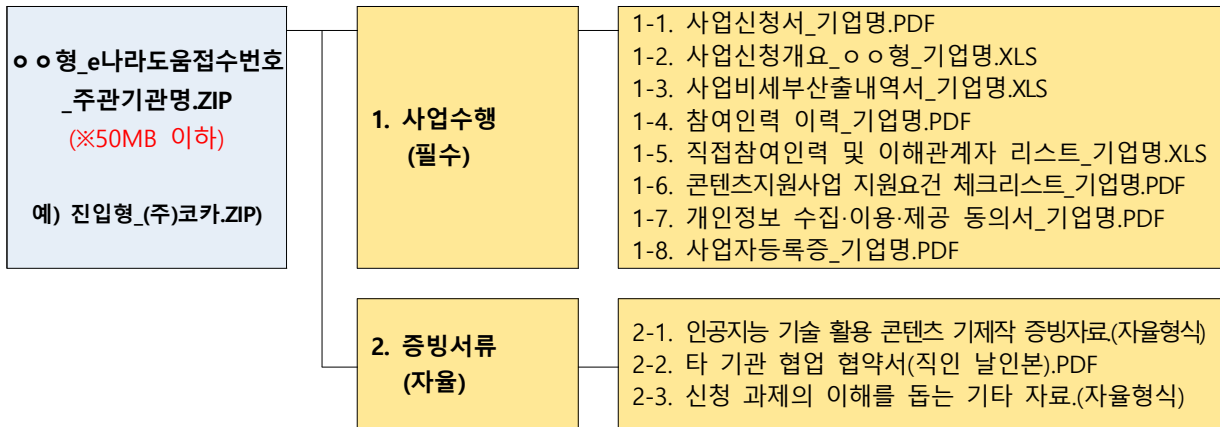 ㅇㅇ형_e나라도움접수번호
_주관기관명.ZIP
(※50MB 이하)
예) 진입형_(주)코카.ZIP)
1. 사업수행
(필수)
1-1. 사업신청서_기업명.PDF
1-2. 사업신청개요_ㅇㅇ형_기업명.XLS
1-3. 사업비세부산출내역서_기업명.XLS
1-4. 참여인력 이력_기업명.PDF
1-5. 직접참여인력 및 이해관계자 리스트_기업명.XLS
1-6. 콘텐츠지원사업 지원요건 체크리스트_기업명.PDF
1-7. 개인정보 수집·이용·제공 동의서_기업명.PDF
1-8. 사업자등록증_기업명.PDF
2. 증빙서류
(자율)
2-1. 인공지능 기술 활용 콘텐츠 기제작 증빙자료.(자율형식)
2-2. 타 기관 협업 협약서(직인 날인본).PDF
2-3. 신청 과제의 이해를 돕는 기타 자료.(자율형식)